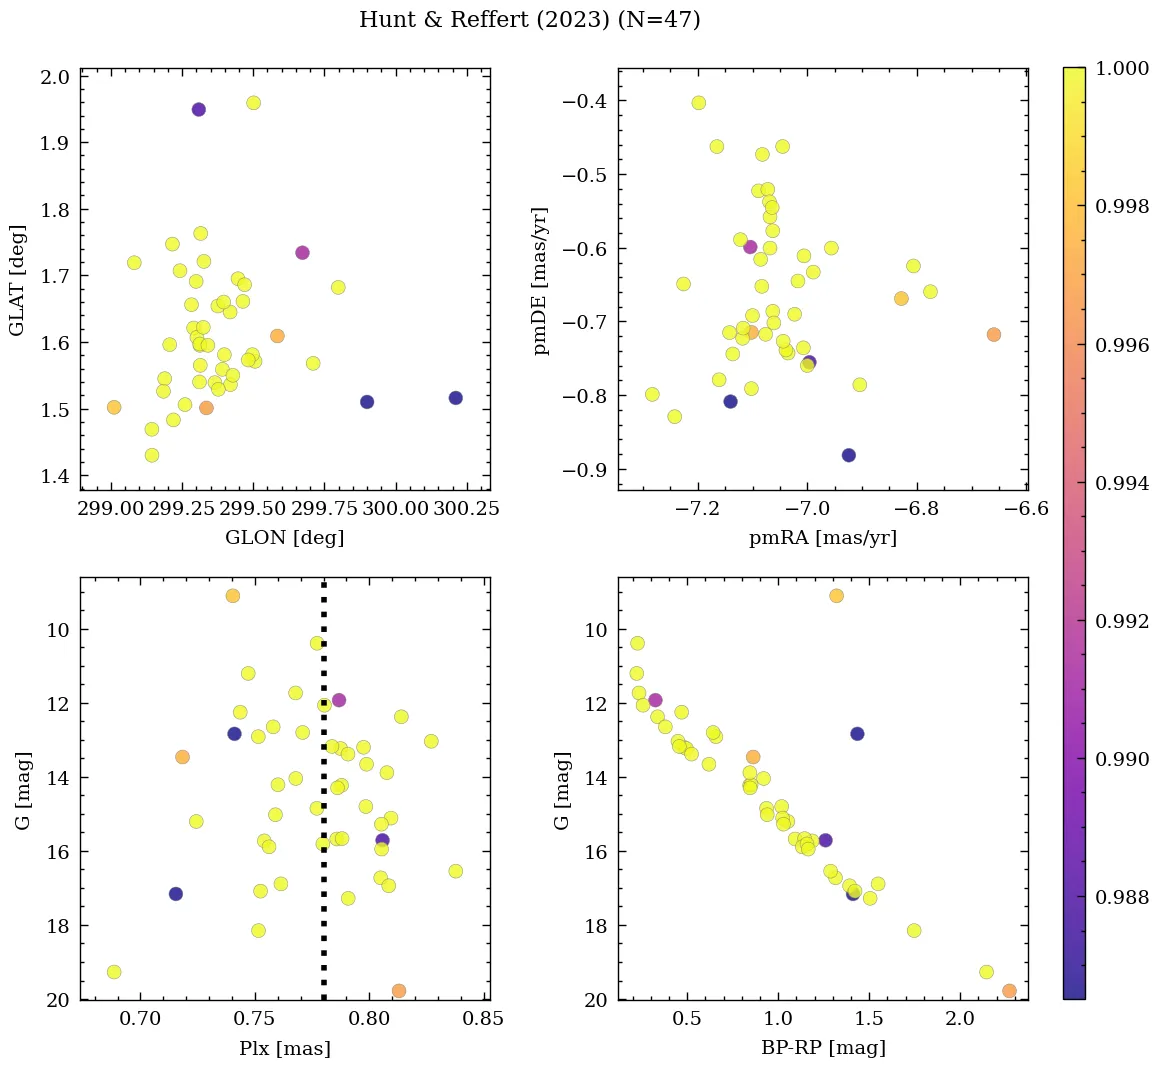 Hunt & Reffert (2023) (N=47)
2.0
1.9
1.8
1.7
1.6
1.5
1.4
GLAT [deg]
299.00 299.25 299.50 299.75 300.00 300.25
GLON [deg]
−0.4
−0.5
−0.6
−0.7
−0.8
−0.9
pmDE [mas/yr]
−7.2 −7.0 −6.8 −6.6
pmRA [mas/yr]
10
12
14
16
18
20
G [mag]
0.70 0.75 0.80 0.85
Plx [mas]
10
12
14
16
18
20
G [mag]
0.5 1.0 1.5 2.0
BP-RP [mag]
1.000
0.998
0.996
0.994
0.992
0.990
0.988